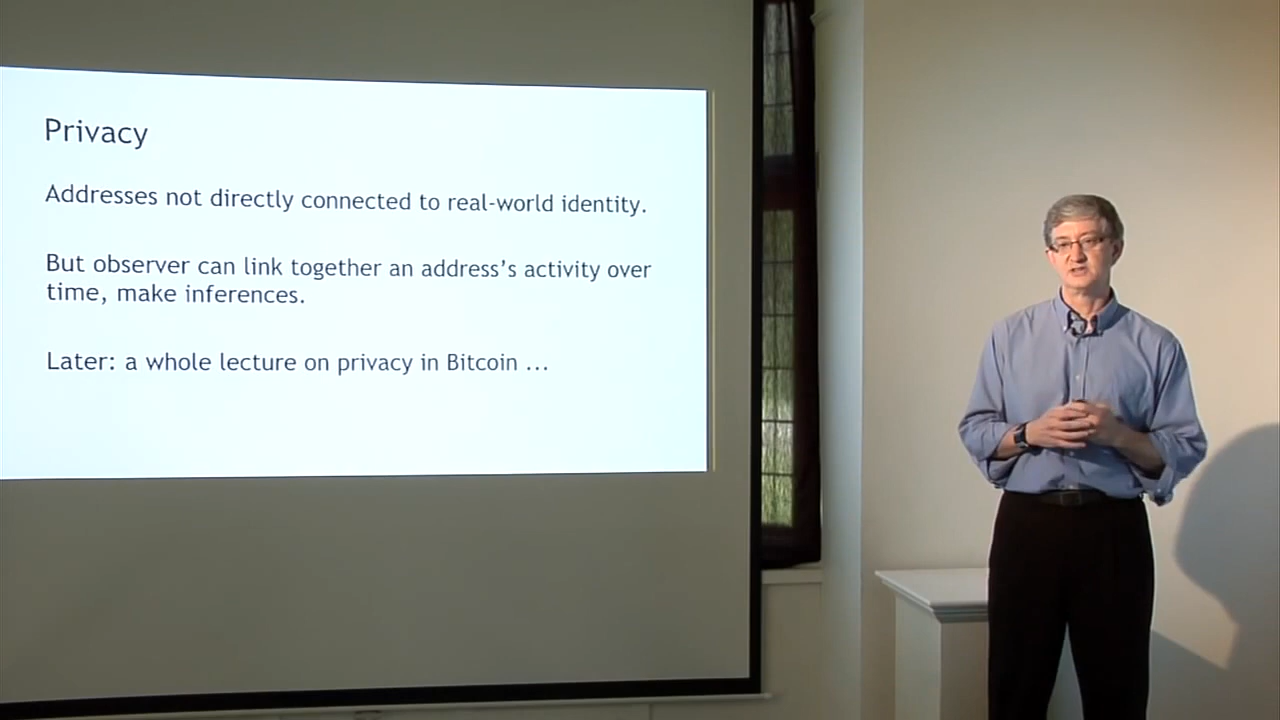 Privacy
Addresses not directly connected to real-world identity.
But observer can link together an address's activity over
time, make inferences.
Later: a whole lecture on privacy in Bitcoin ...